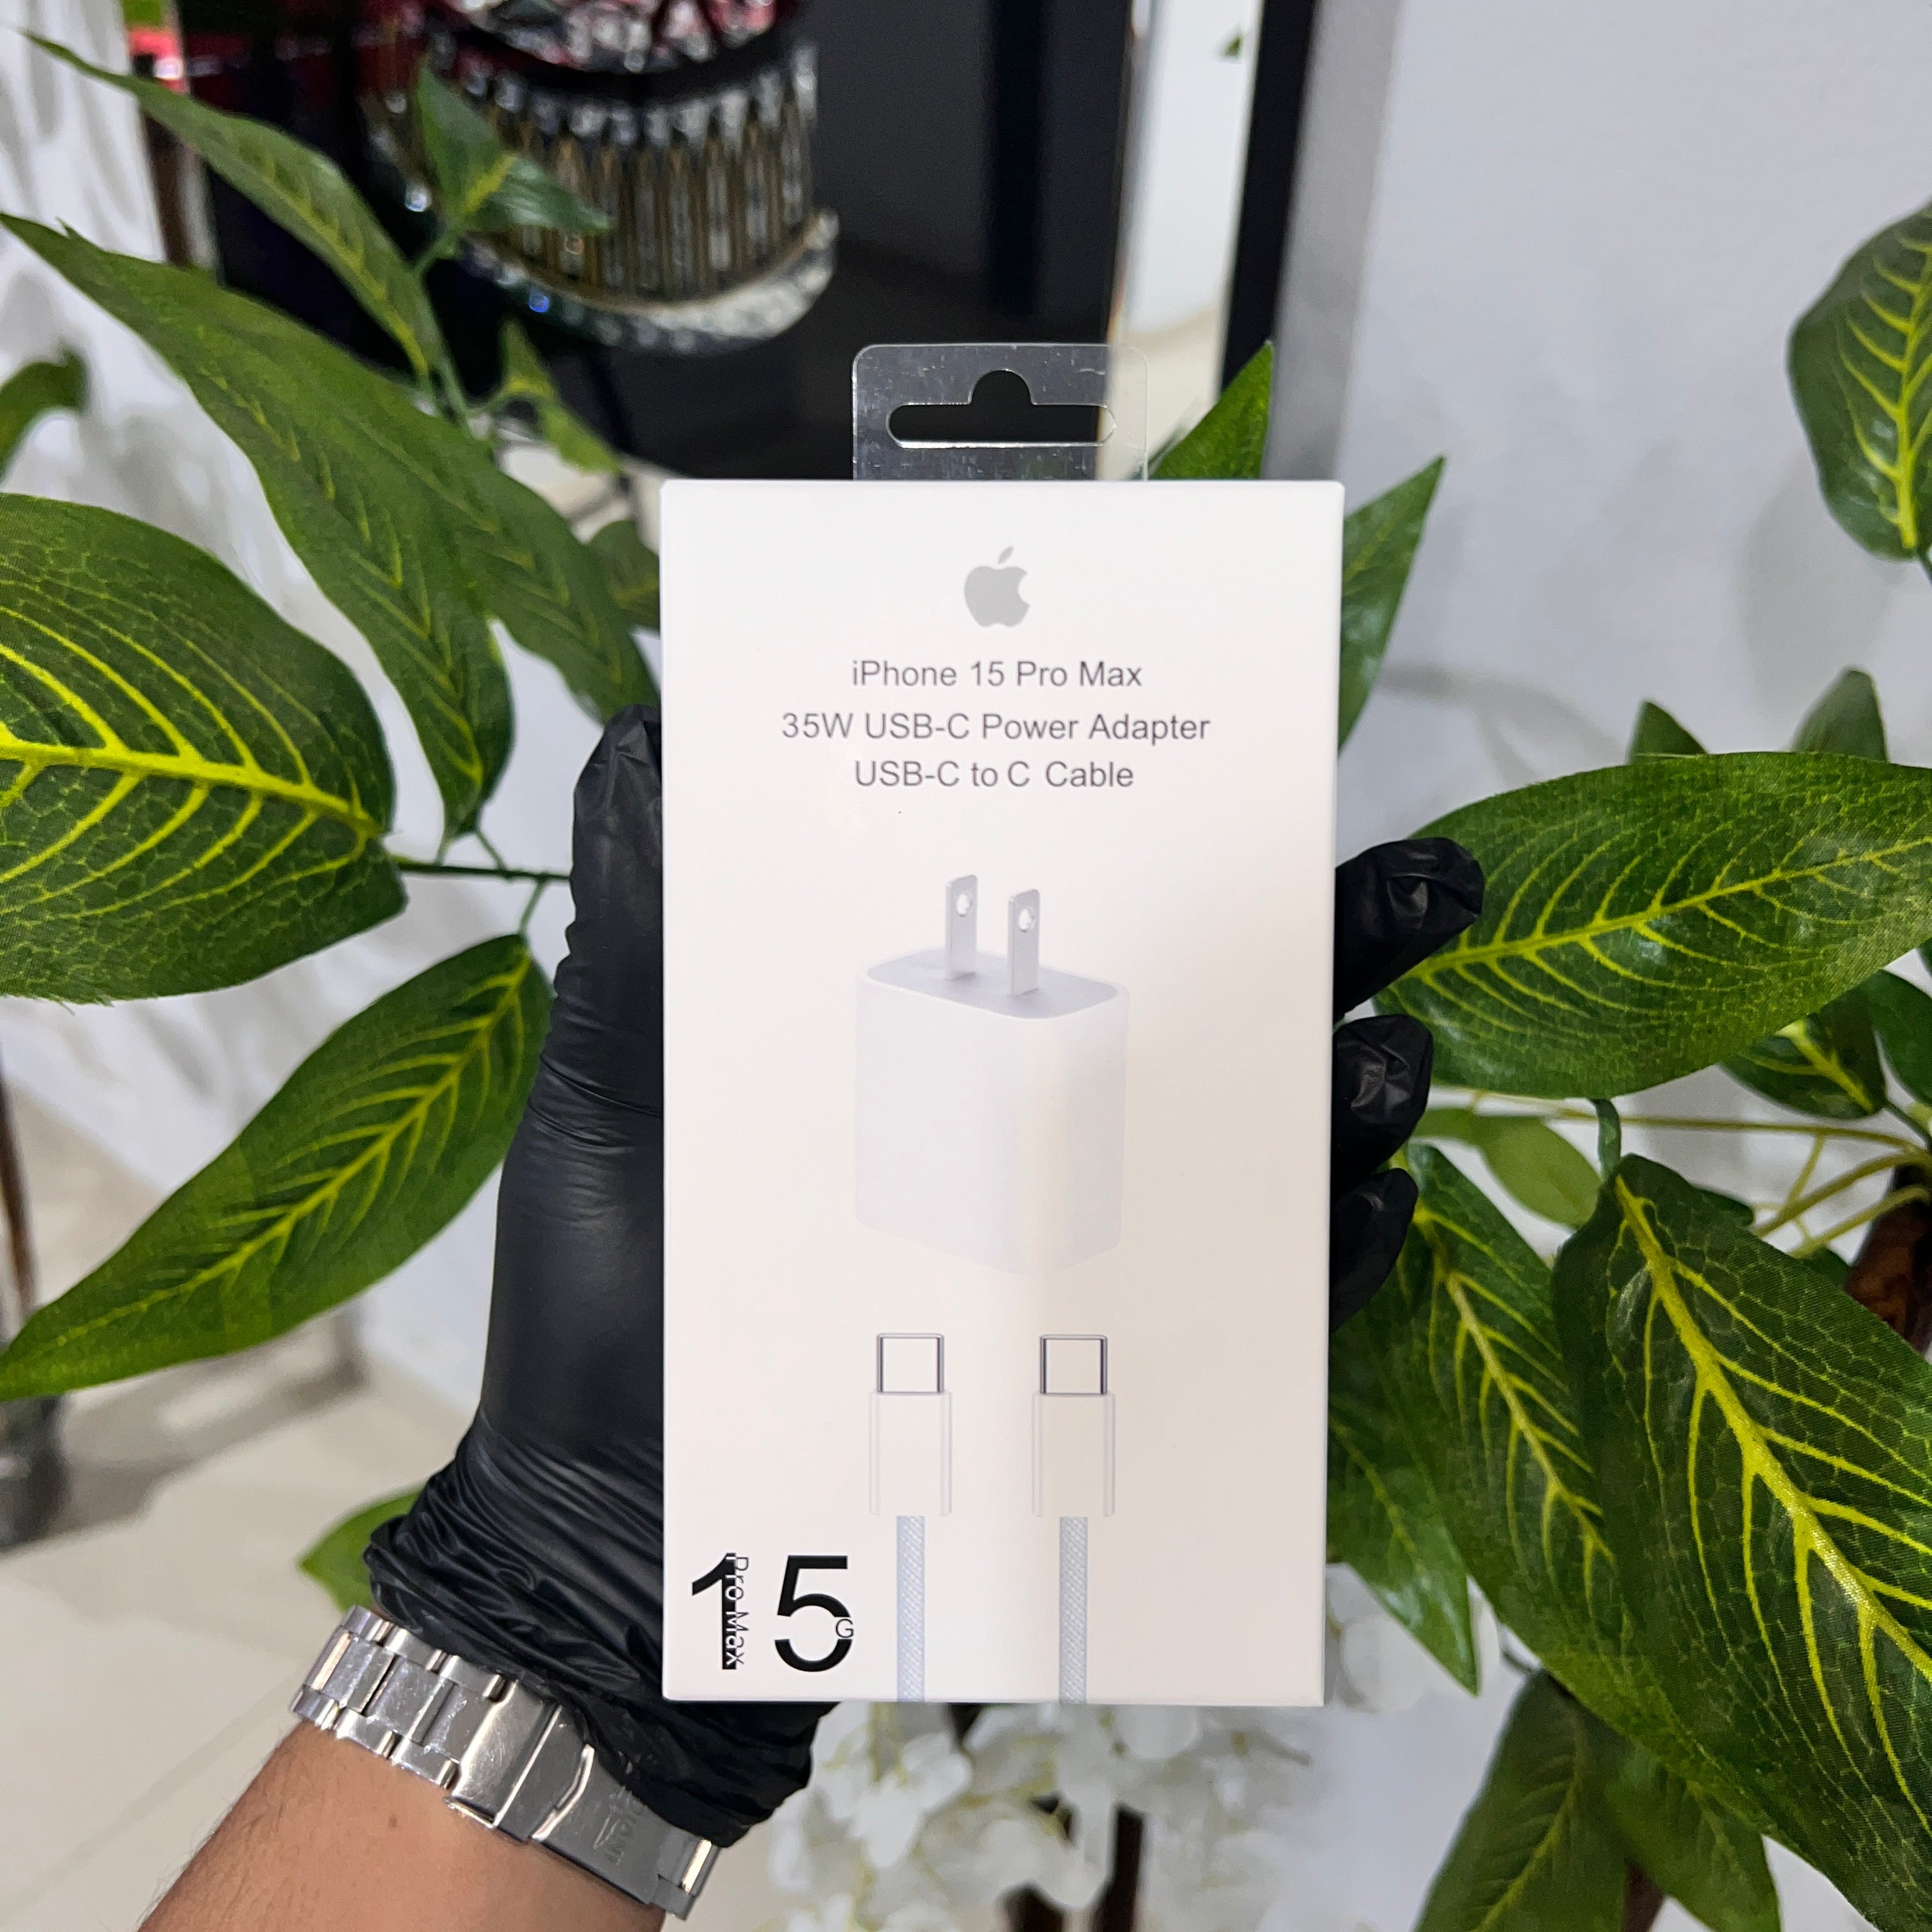 iPhone 15 Pro Max
35W USB-C Power Adapter
USB-C to C Cable
15
Pro Max
G